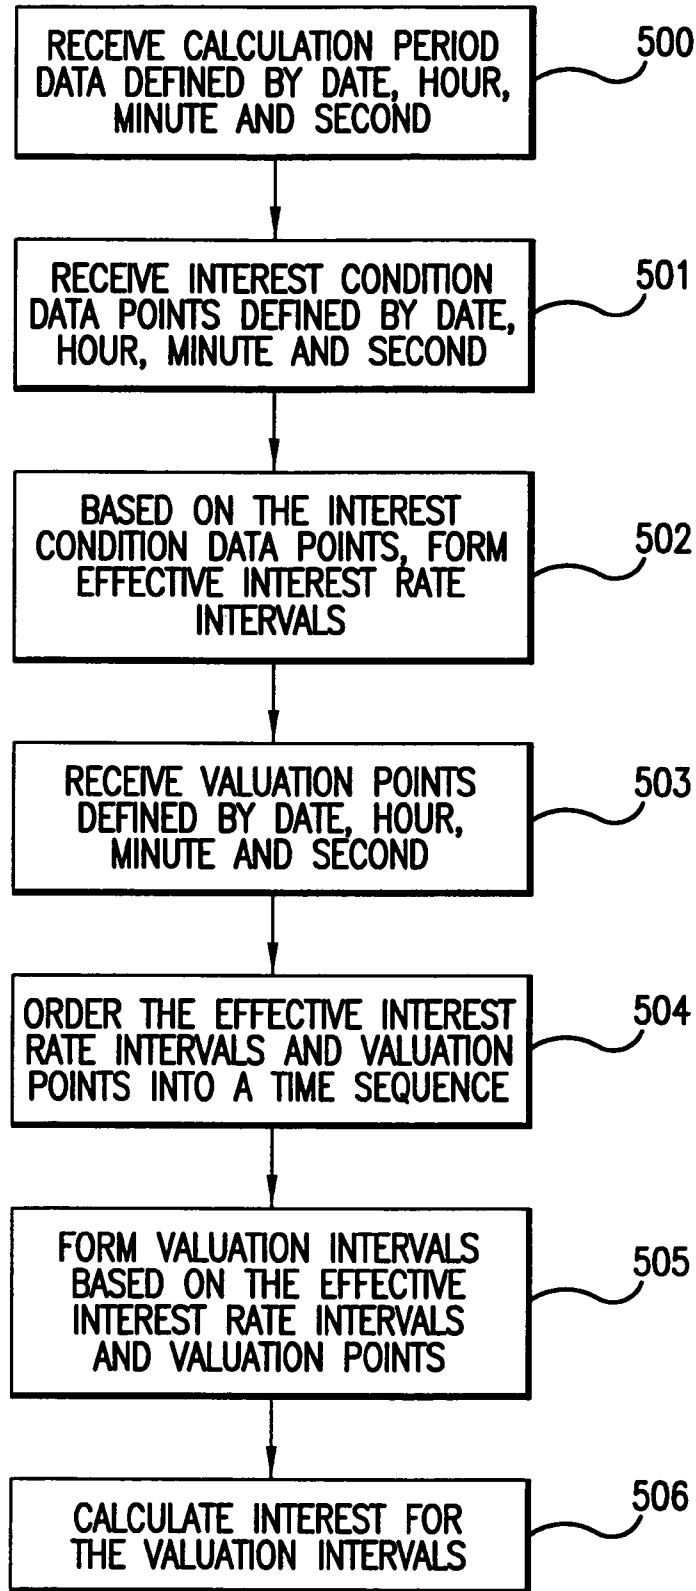 RECEIVE CALCULATION PERIOD
DATA DEFINED BY DATE, HOUR,
MINUTE AND SECOND
500
RECEIVE INTEREST CONDITION
DATA POINTS DEFINED BY DATE,
HOUR, MINUTE AND SECOND
501
BASED ON THE INTEREST
CONDITION DATA POINTS, FORM
EFFECTIVE INTEREST RATE
INTERVALS
502
RECEIVE VALUATION POINTS
DEFINED BY DATE, HOUR,
MINUTE AND SECOND
503
ORDER THE EFFECTIVE INTEREST
RATE INTERVALS AND VALUATION
POINTS INTO A TIME SEQUENCE
504
FORM VALUATION INTERVALS
BASED ON THE EFFECTIVE
INTEREST RATE INTERVALS
AND VALUATION POINTS
505
CALCULATE INTEREST FOR
THE VALUATION INTERVALS
506